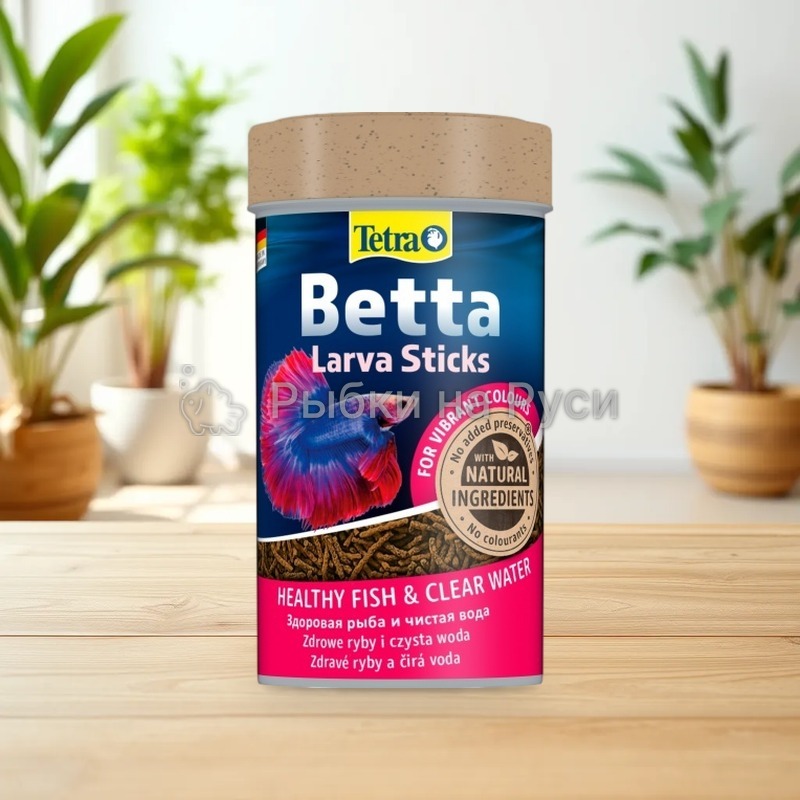 Tetra
Betta
Larva Sticks
Рыбки на Руси
FOR VIBRANT COLOURS
No added preservatives
WITH
NATURAL
INGREDIENTS
No colourants
HEALTHY FISH & CLEAR WATER
Здоровая рыба и чистая вода
Zdrowe ryby i czysta woda
Zdravé ryby a čirá voda